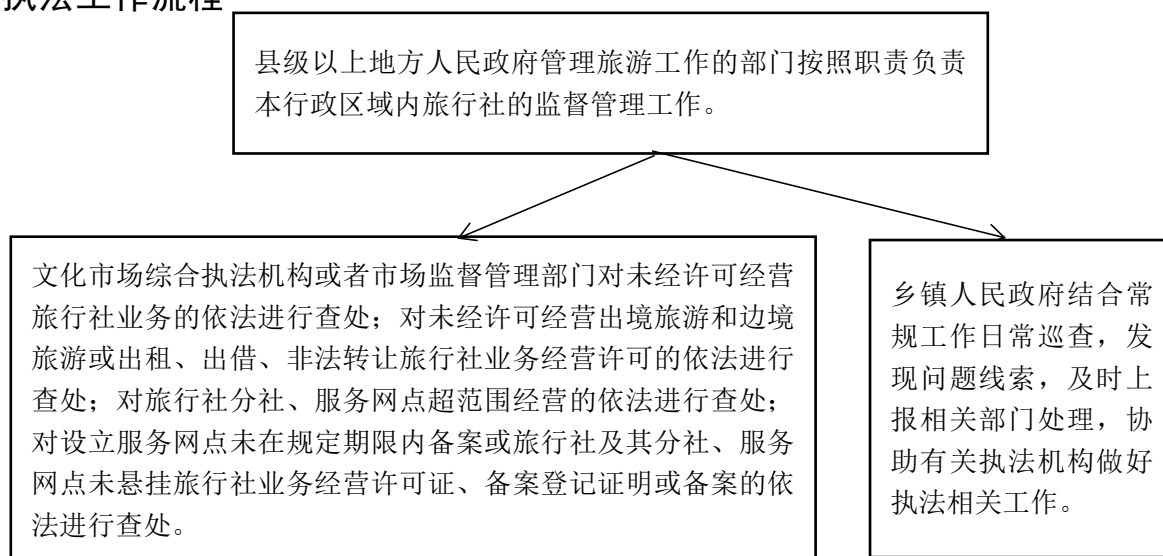 执法工作流程
县级以上地方人民政府管理旅游工作的部门按照职责负责
本行政区域内旅行社的监督管理工作。
文化市场综合执法机构或者市场监督管理部门对未经许可经营
旅行社业务的依法进行查处；对未经许可经营出境旅游和边境
旅游或出租、出借、非法转让旅行社业务经营许可的依法进行
查处；对旅行社分社、服务网点超范围经营的依法进行查处；
对设立服务网点未在规定期限内备案或旅行社及其分社、服务
网点未悬挂旅行社业务经营许可证、备案登记证明或备案的依
法进行查处。
乡镇人民政府结合常
规工作日常巡查，发
现问题线索，及时上
报相关部门处理，协
助有关执法机构做好
执法相关工作。